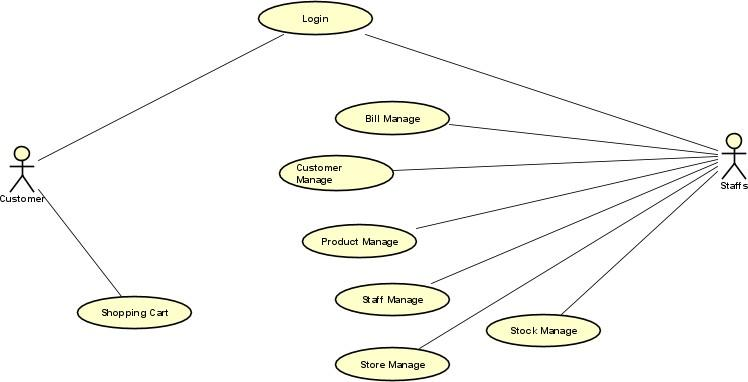 Login
Bill Manage
Customer
Manage
Customer
Staffs
Product Manage
Staff Manage
Shopping Cart
Stock Manage
Store Manage